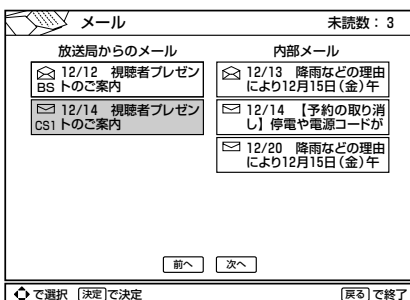 メール
未読数：3
放送局からのメール
12/12 視聴者プレゼン
BS トのご案内
12/14 視聴者プレゼン
CS1 トのご案内
内部メール
12/13 降雨などの理由
により12月15日（金）午
12/14 【予約の取り消
し】停電や電源コードが
12/20 降雨などの理由
により12月15日（金）午
前へ 次へ
で選択 決定 で決定
戻る で終了